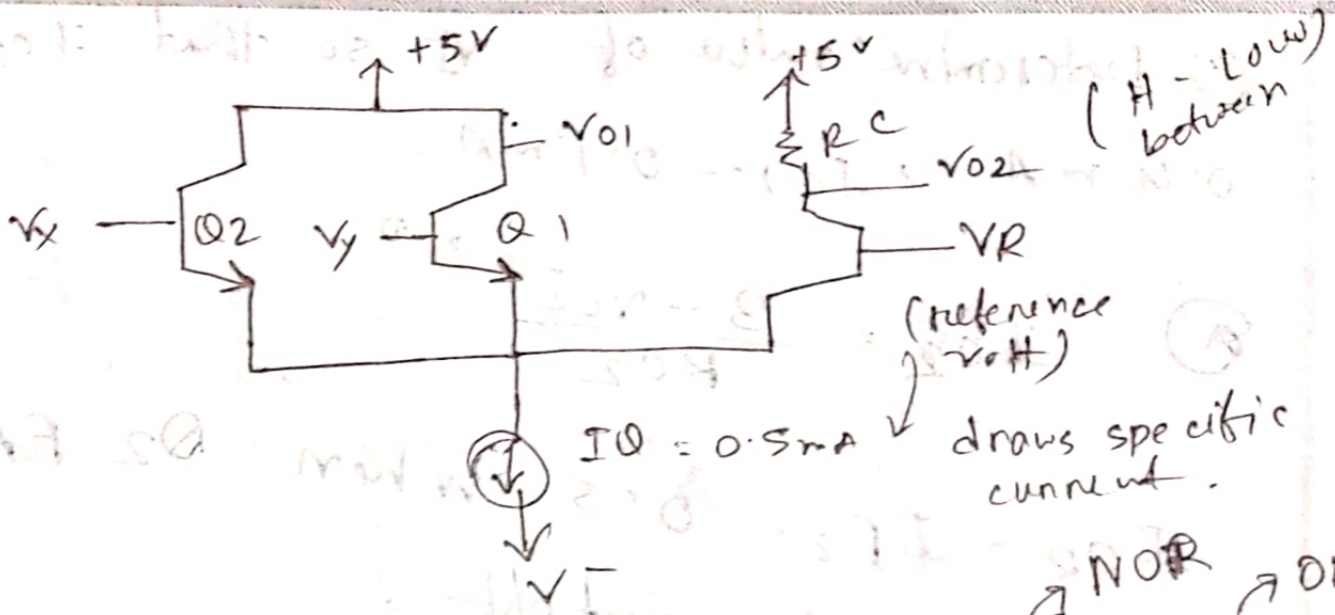 +5V
+5V
(H - LOW)
between
RC
VO1
VO2
Vx
Q2
Vy
Q1
VR
(reference
volt)
IQ = 0.5mA
draws specific
current.
V-
NOR